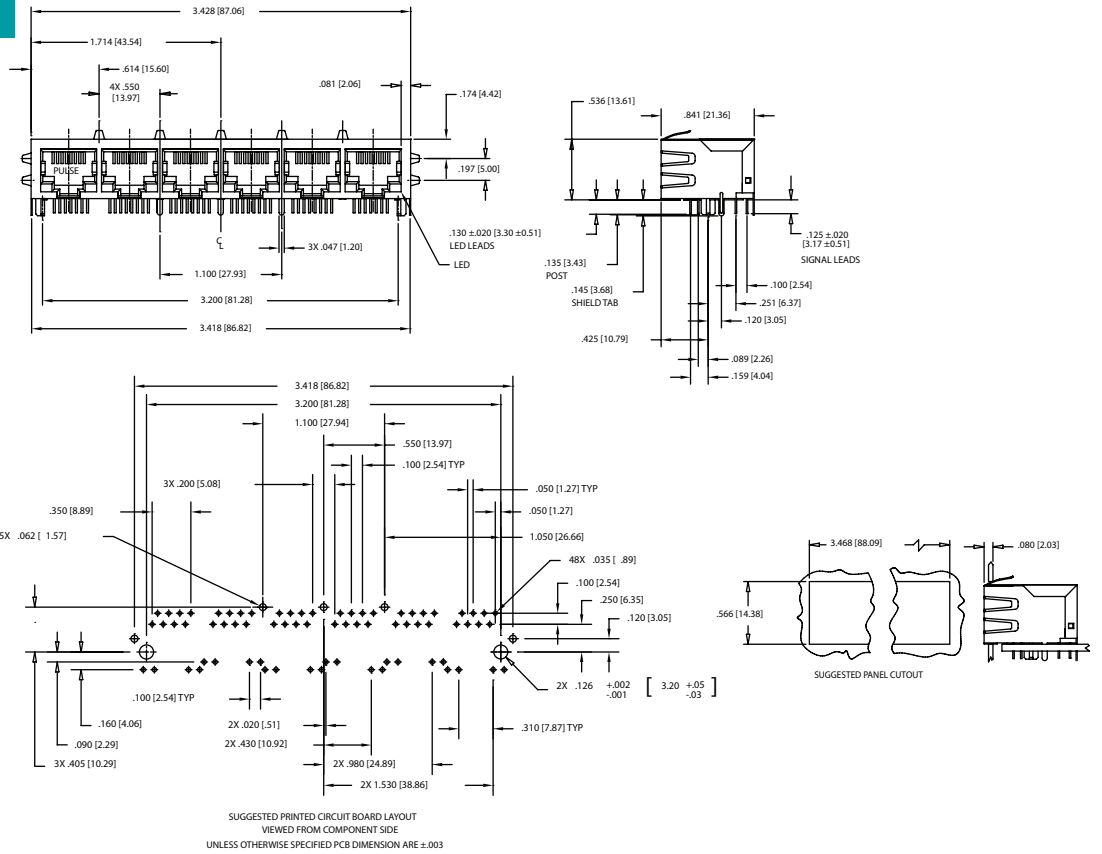 3.428 [87.06]
1.714 [43.54]
.614 [15.60]
4X .550
[13.97]
.081 [2.06]
.174 [4.42]
.197 [5.00]
PULSE
.130 ±.020 [3.30 ±0.51]
LED LEADS
LED
℄
3X .047 [1.20]
1.100 [27.93]
3.200 [81.28]
3.418 [86.82]
.536 [13.61]
.841 [21.36]
.125 ±.020
[3.17 ±0.51]
SIGNAL LEADS
.135 [3.43]
POST
.145 [3.68]
SHIELD TAB
.100 [2.54]
.251 [6.37]
.120 [3.05]
.425 [10.79]
.089 [2.26]
.159 [4.04]
3.418 [86.82]
3.200 [81.28]
1.100 [27.94]
.550 [13.97]
.100 [2.54] TYP
3X .200 [5.08]
.050 [1.27] TYP
.350 [8.89]
.050 [1.27]
5X .062 [ 1.57]
1.050 [26.66]
48X .035 [ .89]
.100 [2.54]
.250 [6.35]
.120 [3.05]
2X .126 +.002 -.001 [ 3.20 +.05 -.03 ]
.100 [2.54] TYP
.160 [4.06]
.090 [2.29]
3X .405 [10.29]
2X .020 [.51]
2X .430 [10.92]
2X .980 [24.89]
2X 1.530 [38.86]
.310 [7.87] TYP
SUGGESTED PRINTED CIRCUIT BOARD LAYOUT
VIEWED FROM COMPONENT SIDE
UNLESS OTHERWISE SPECIFIED PCB DIMENSION ARE ±.003
3.468 [88.09]
.080 [2.03]
.566 [14.38]
SUGGESTED PANEL CUTOUT